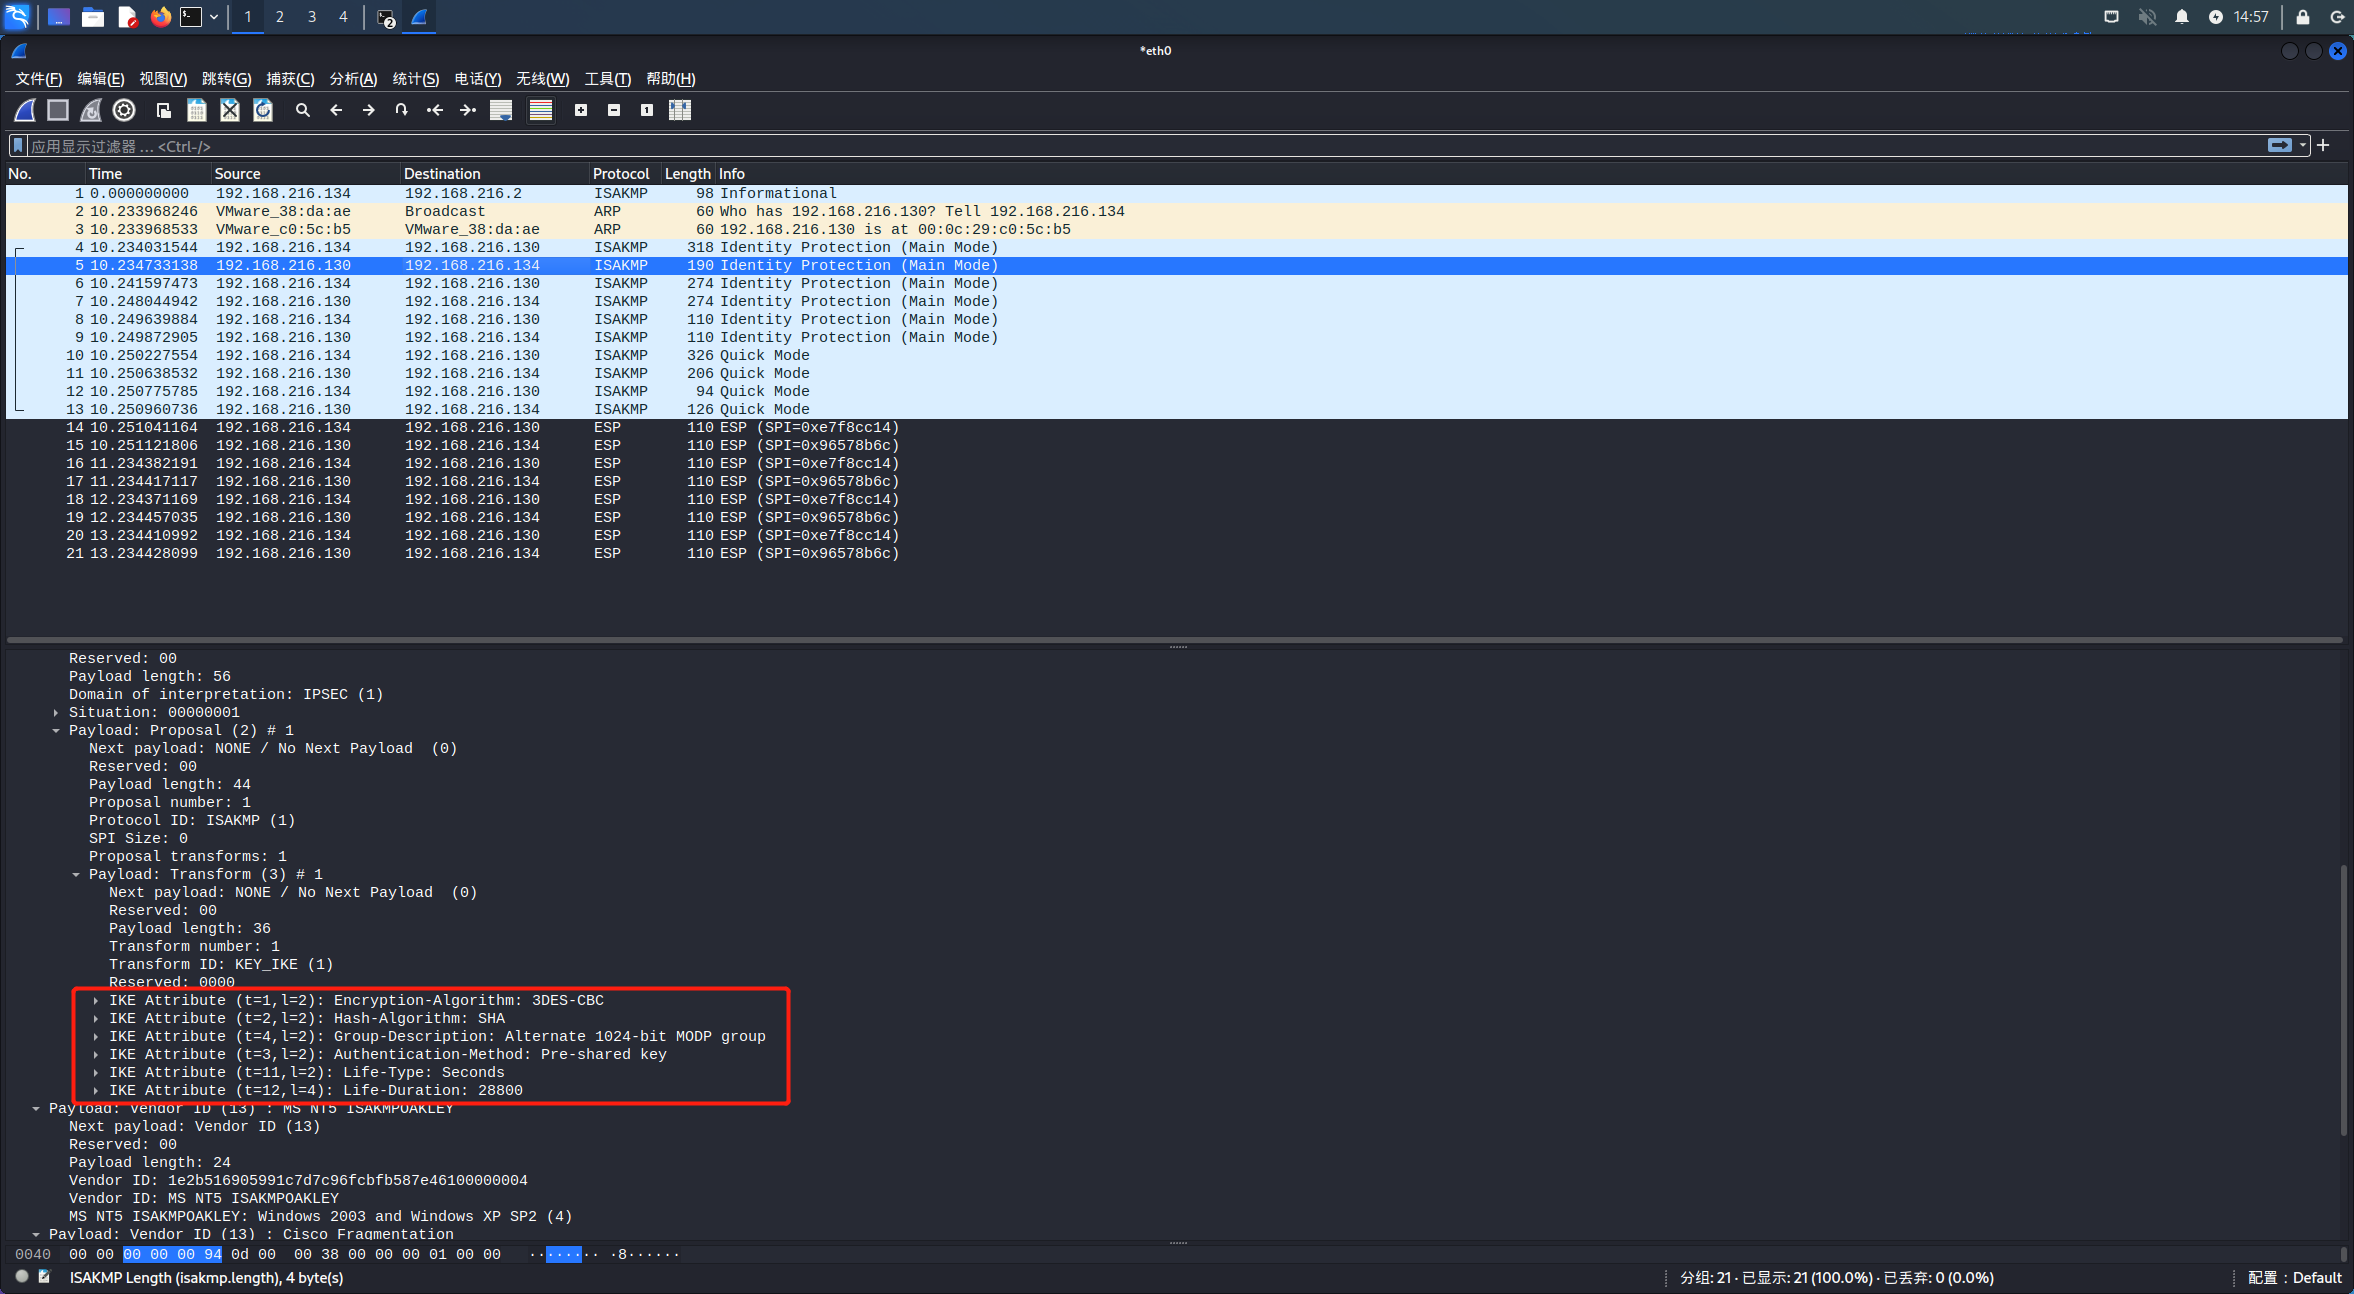 1 2 3 4 2 14:57
*eth0
文件(F) 编辑(E) 视图(V) 跳转(G) 捕获(C) 分析(A) 统计(S) 电话(Y) 无线(W) 工具(T) 帮助(H)
应用显示过滤器 … <Ctrl-/>
No. Time Source Destination Protocol Length Info
1 0.000000000 192.168.216.134 192.168.216.2 ISAKMP 98 Informational
2 10.233968246 VMware_38:da:ae Broadcast ARP 60 Who has 192.168.216.130? Tell 192.168.216.134
3 10.233968533 VMware_c0:5c:b5 VMware_38:da:ae ARP 60 192.168.216.130 is at 00:0c:29:c0:5c:b5
4 10.234031544 192.168.216.134 192.168.216.130 ISAKMP 318 Identity Protection (Main Mode)
5 10.234733138 192.168.216.130 192.168.216.134 ISAKMP 190 Identity Protection (Main Mode)
6 10.241597473 192.168.216.134 192.168.216.130 ISAKMP 274 Identity Protection (Main Mode)
7 10.248044942 192.168.216.130 192.168.216.134 ISAKMP 274 Identity Protection (Main Mode)
8 10.249639884 192.168.216.134 192.168.216.130 ISAKMP 110 Identity Protection (Main Mode)
9 10.249872905 192.168.216.130 192.168.216.134 ISAKMP 110 Identity Protection (Main Mode)
10 10.250227554 192.168.216.134 192.168.216.130 ISAKMP 326 Quick Mode
11 10.250638532 192.168.216.130 192.168.216.134 ISAKMP 206 Quick Mode
12 10.250775785 192.168.216.134 192.168.216.130 ISAKMP 94 Quick Mode
13 10.250960736 192.168.216.130 192.168.216.134 ISAKMP 126 Quick Mode
14 10.251041164 192.168.216.134 192.168.216.130 ESP 110 ESP (SPI=0xe7f8cc14)
15 10.251121806 192.168.216.130 192.168.216.134 ESP 110 ESP (SPI=0x96578b6c)
16 11.234382191 192.168.216.134 192.168.216.130 ESP 110 ESP (SPI=0xe7f8cc14)
17 11.234417117 192.168.216.130 192.168.216.134 ESP 110 ESP (SPI=0x96578b6c)
18 12.234371169 192.168.216.134 192.168.216.130 ESP 110 ESP (SPI=0xe7f8cc14)
19 12.234457035 192.168.216.130 192.168.216.134 ESP 110 ESP (SPI=0x96578b6c)
20 13.234410992 192.168.216.134 192.168.216.130 ESP 110 ESP (SPI=0xe7f8cc14)
21 13.234428099 192.168.216.130 192.168.216.134 ESP 110 ESP (SPI=0x96578b6c)
Reserved: 00
Payload length: 56
Domain of interpretation: IPSEC (1)
Situation: 00000001
Payload: Proposal (2) # 1
Next payload: NONE / No Next Payload (0)
Reserved: 00
Payload length: 44
Proposal number: 1
Protocol ID: ISAKMP (1)
SPI Size: 0
Proposal transforms: 1
Payload: Transform (3) # 1
Next payload: NONE / No Next Payload (0)
Reserved: 00
Payload length: 36
Transform number: 1
Transform ID: KEY_IKE (1)
Reserved: 0000
IKE Attribute (t=1,l=2): Encryption-Algorithm: 3DES-CBC
IKE Attribute (t=2,l=2): Hash-Algorithm: SHA
IKE Attribute (t=4,l=2): Group-Description: Alternate 1024-bit MODP group
IKE Attribute (t=3,l=2): Authentication-Method: Pre-shared key
IKE Attribute (t=11,l=2): Life-Type: Seconds
IKE Attribute (t=12,l=4): Life-Duration: 28800
Payload: Vendor ID (13) : MS NT5 ISAKMPOAKLEY
Next payload: Vendor ID (13)
Reserved: 00
Payload length: 24
Vendor ID: 1e2b516905991c7d7c96fcbfb587e46100000004
Vendor ID: MS NT5 ISAKMPOAKLEY
MS NT5 ISAKMPOAKLEY: Windows 2003 and Windows XP SP2 (4)
Payload: Vendor ID (13) : Cisco Fragmentation
0040 00 00 00 00 00 94 0d 00 00 38 00 00 00 01 00 00 ········ ·8······
ISAKMP Length (isakmp.length), 4 byte(s) 分组: 21 · 已显示: 21 (100.0%) · 已丢弃: 0 (0.0%) 配置：Default